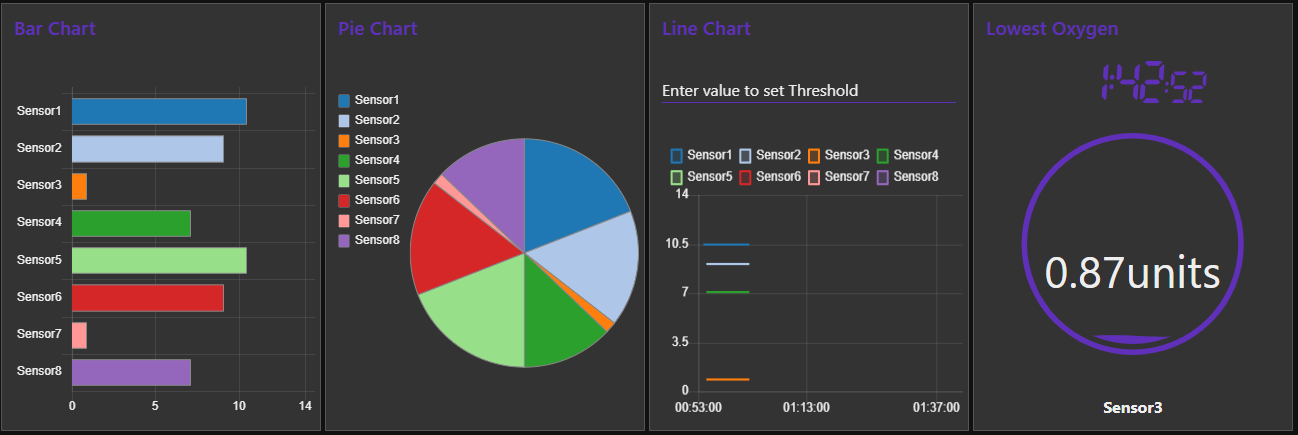 Bar Chart
Sensor1
Sensor2
Sensor3
Sensor4
Sensor5
Sensor6
Sensor7
Sensor8
0 5 10 14
Pie Chart
Sensor1
Sensor2
Sensor3
Sensor4
Sensor5
Sensor6
Sensor7
Sensor8
Line Chart
Enter value to set Threshold
Sensor1 Sensor2 Sensor3 Sensor4
Sensor5 Sensor6 Sensor7 Sensor8
14
10.5
7
3.5
0
00:53:00 01:13:00 01:37:00
Lowest Oxygen
1:42:52
0.87units
Sensor3